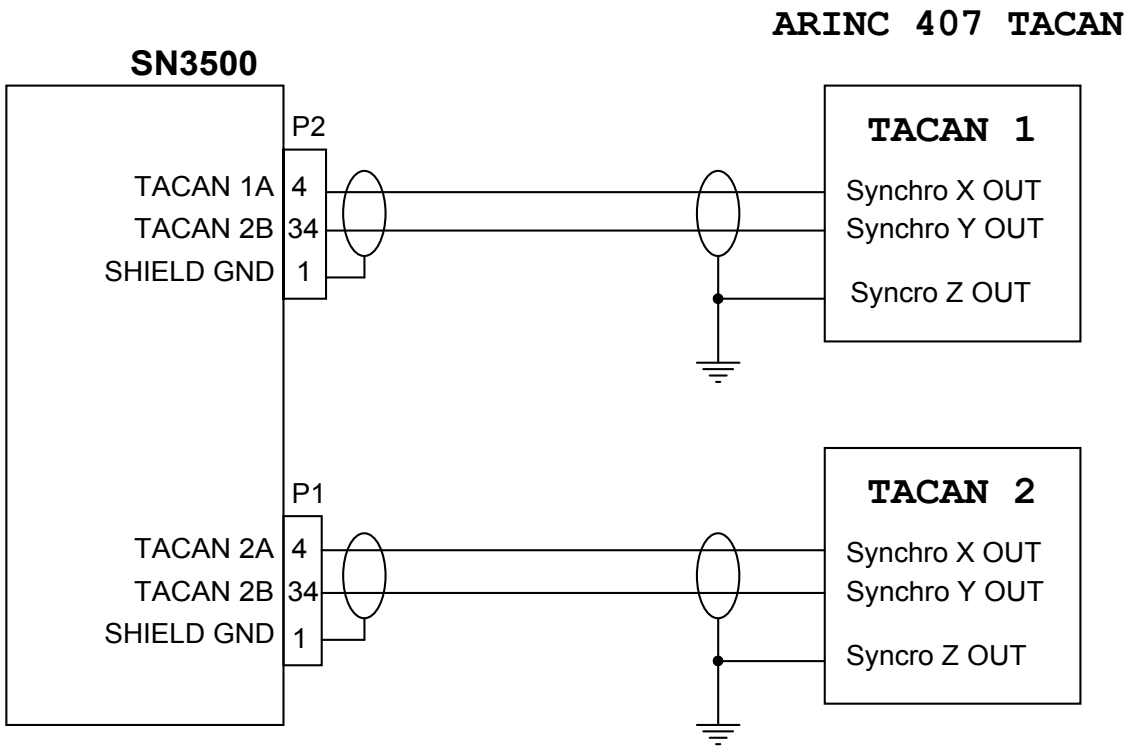 ARINC 407 TACAN
SN3500
P2
TACAN 1A 4
TACAN 2B 34
SHIELD GND 1
TACAN 1
Synchro X OUT
Synchro Y OUT
Syncro Z OUT
P1
TACAN 2A 4
TACAN 2B 34
SHIELD GND 1
TACAN 2
Synchro X OUT
Synchro Y OUT
Syncro Z OUT